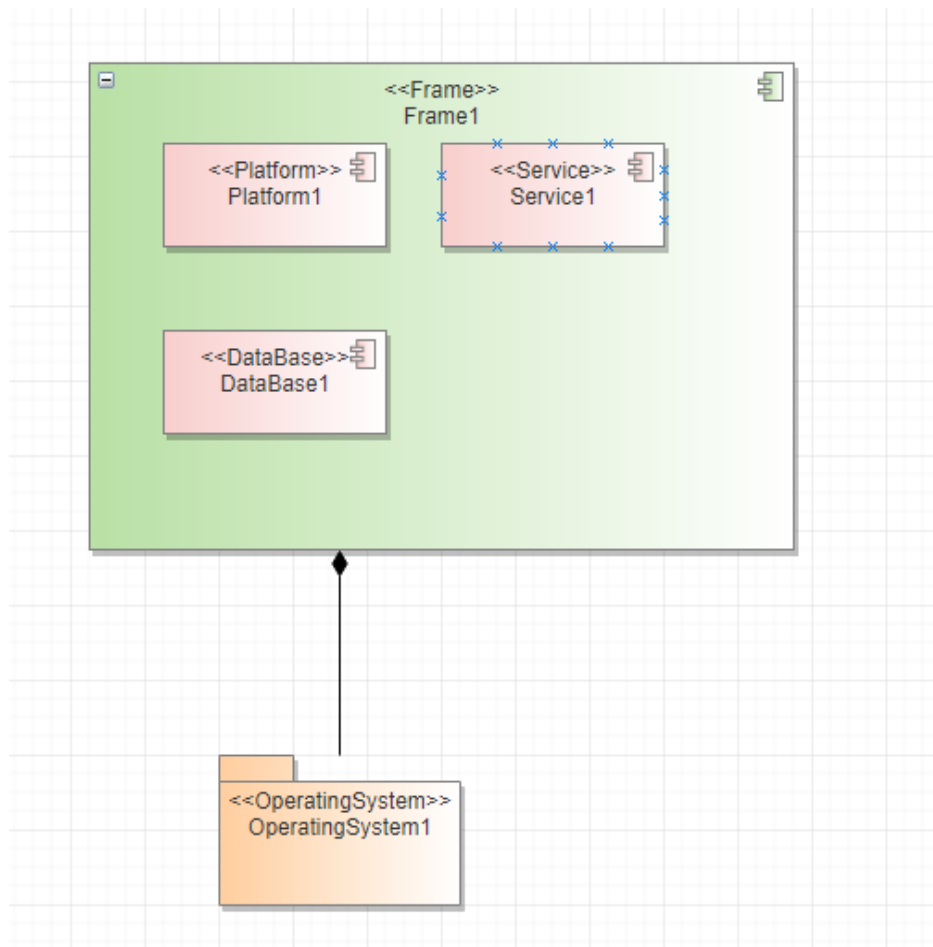 <<Frame>>
Frame1
<<Platform>>
Platform1
<<Service>>
Service1
<<DataBase>>
DataBase1
<<OperatingSystem>>
OperatingSystem1